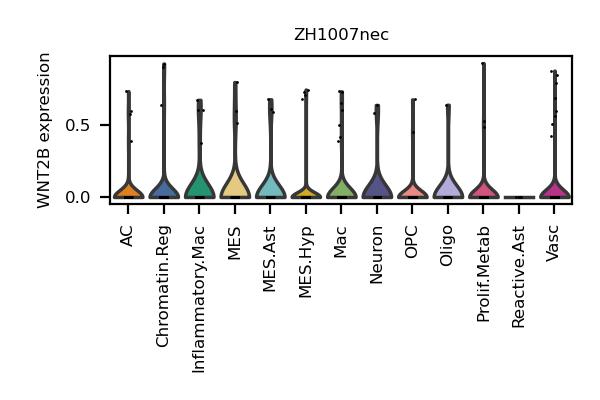 ZH1007nec
WNT2B expression
0.5
0.0
AC
Chromatin.Reg
Inflammatory.Mac
MES
MES.Ast
MES.Hyp
Mac
Neuron
OPC
Oligo
Prolif.Metab
Reactive.Ast
Vasc